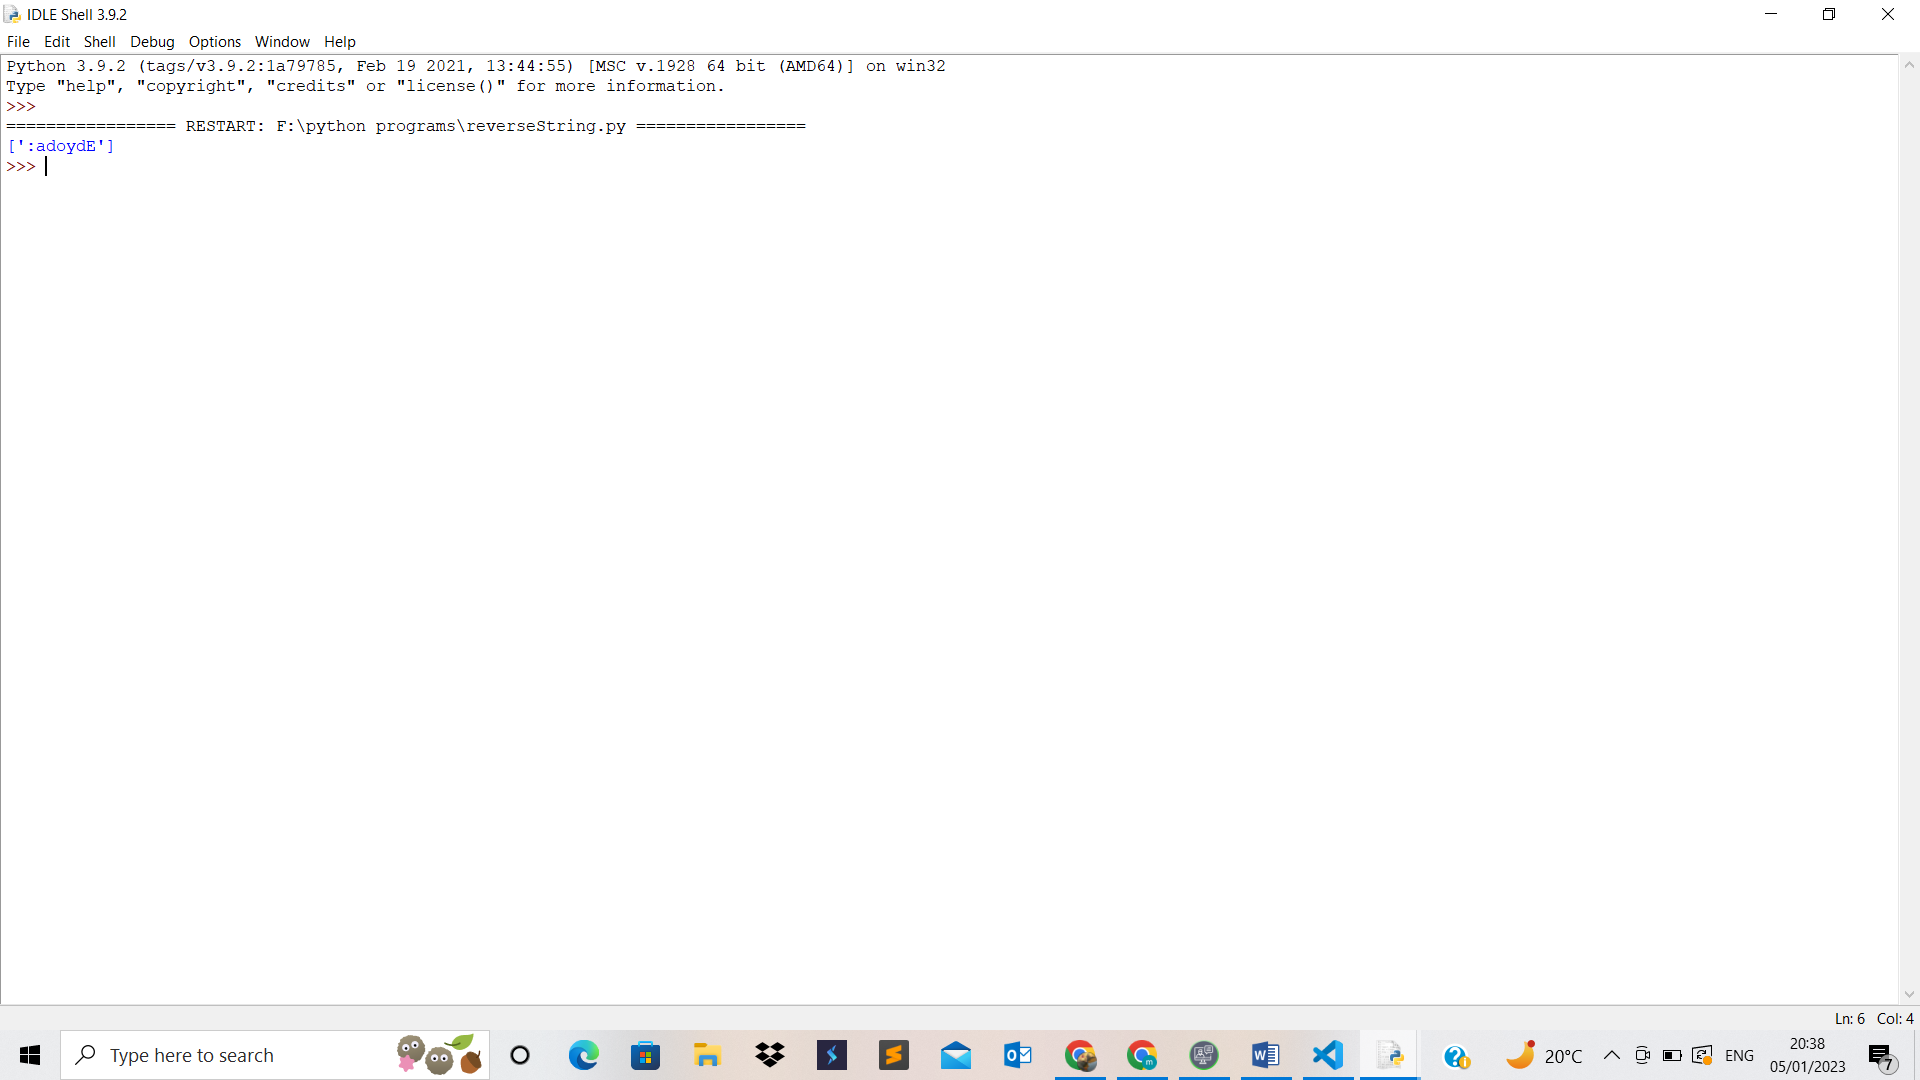 IDLE Shell 3.9.2
File Edit Shell Debug Options Window Help
Python 3.9.2 (tags/v3.9.2:1a79785, Feb 19 2021, 13:44:55) [MSC v.1928 64 bit (AMD64)] on win32
Type "help", "copyright", "credits" or "license()" for more information.
>>>
================= RESTART: F:\python programs\reverseString.py =================
[':adoydE']
>>>
Ln: 6 Col: 4
Type here to search
20°C
ENG
20:38
05/01/2023
7